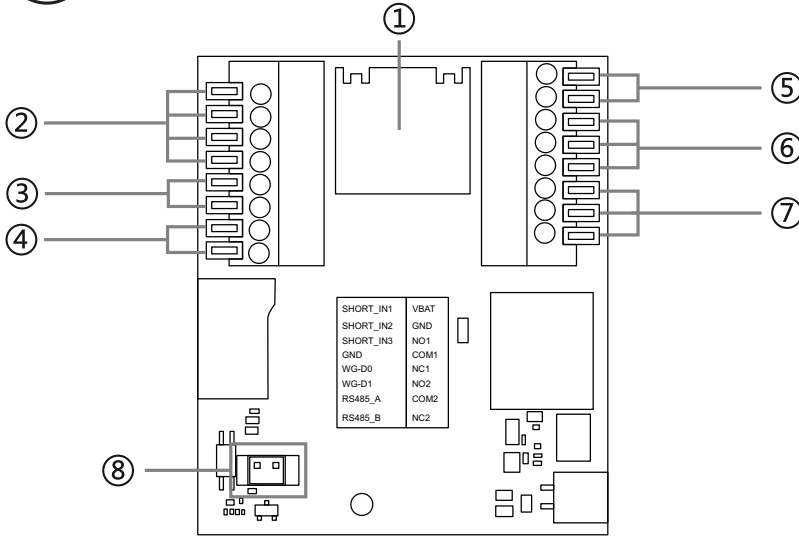 ①
②
③
④
⑤
⑥
⑦
SHORT_IN1 VBAT
SHORT_IN2 GND
SHORT_IN3 NO1
GND COM1
WG-D0 NC1
WG-D1 NO2
RS485_A COM2
RS485_B NC2
⑧